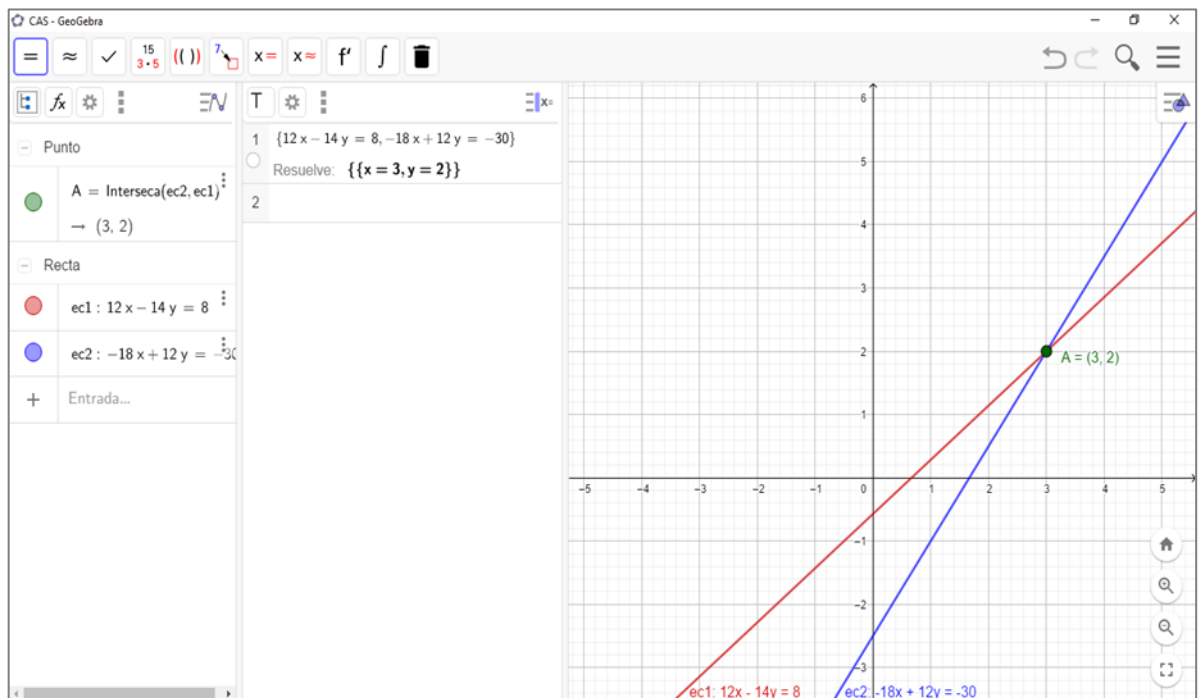 CAS - GeoGebra
= ≈ ✓ 15 3•5 (( )) 7 x= x≈ f′ ∫
fx T x=
Punto
A = Interseca(ec2, ec1)
→ (3, 2)
Recta
ec1 : 12 x – 14 y = 8
ec2 : –18 x + 12 y = –30
+ Entrada...
1 {12 x – 14 y = 8, –18 x + 12 y = –30}
Resuelve: {{x = 3, y = 2}}
2
6
5
4
3
2
1
A = (3, 2)
–5 –4 –3 –2 –1 0 1 2 3 4 5
–1
–2
–3
ec1: 12x - 14y = 8
ec2: -18x + 12y = -30